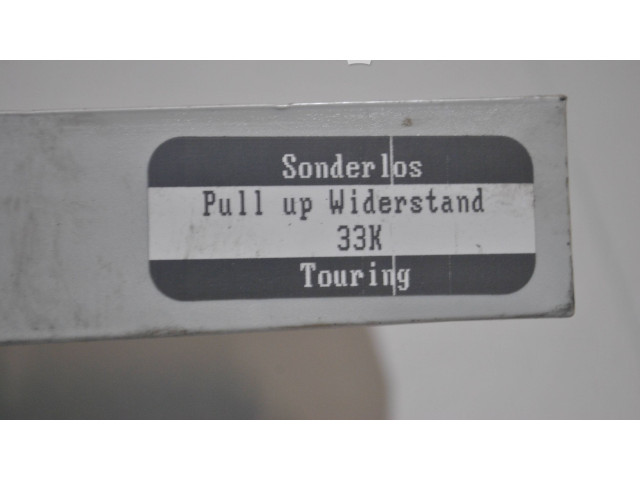 Sonderlos
Pull up Widerstand
33K
Touring